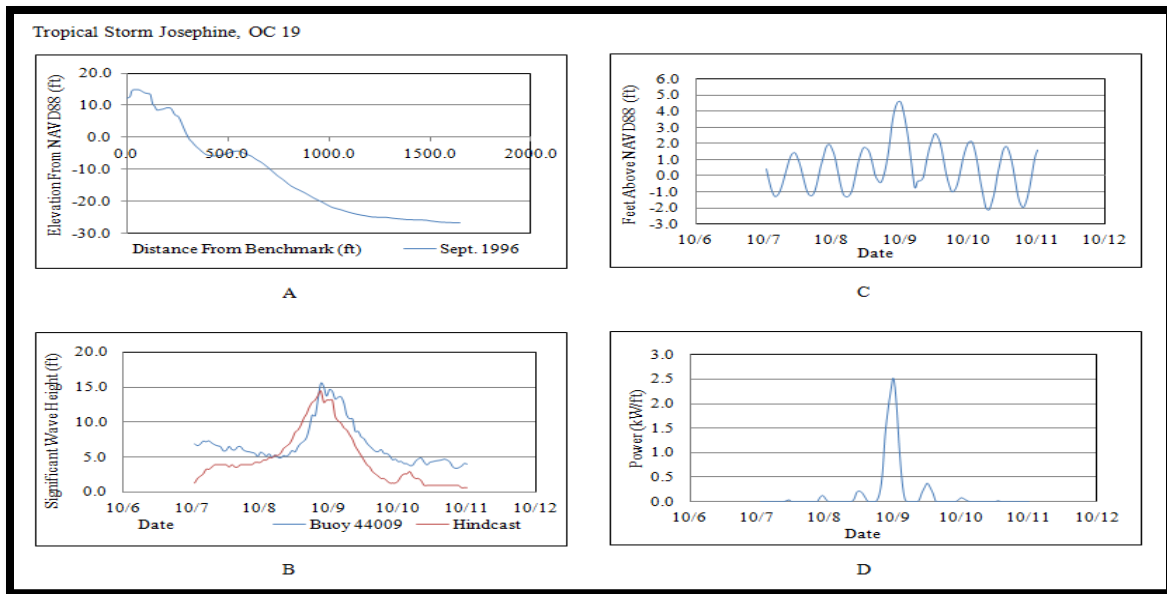 Tropical Storm Josephine, OC 19
Elevation From NAVD88 (ft)
20.0
10.0
0.0
-10.0
-20.0
-30.0
0.0 500.0 1000.0 1500.0 2000.0
Distance From Benchmark (ft)
Sept. 1996
A
Significant Wave Height (ft)
20.0
15.0
10.0
5.0
0.0
10/6 10/7 10/8 10/9 10/10 10/11 10/12
Date
Buoy 44009
Hindcast
B
Feet Above NAVD88 (ft)
6.0
5.0
4.0
3.0
2.0
1.0
0.0
-1.0
-2.0
-3.0
10/6 10/7 10/8 10/9 10/10 10/11 10/12
Date
C
Power (kW/ft)
3.0
2.5
2.0
1.5
1.0
0.5
0.0
10/6 10/7 10/8 10/9 10/10 10/11 10/12
Date
D